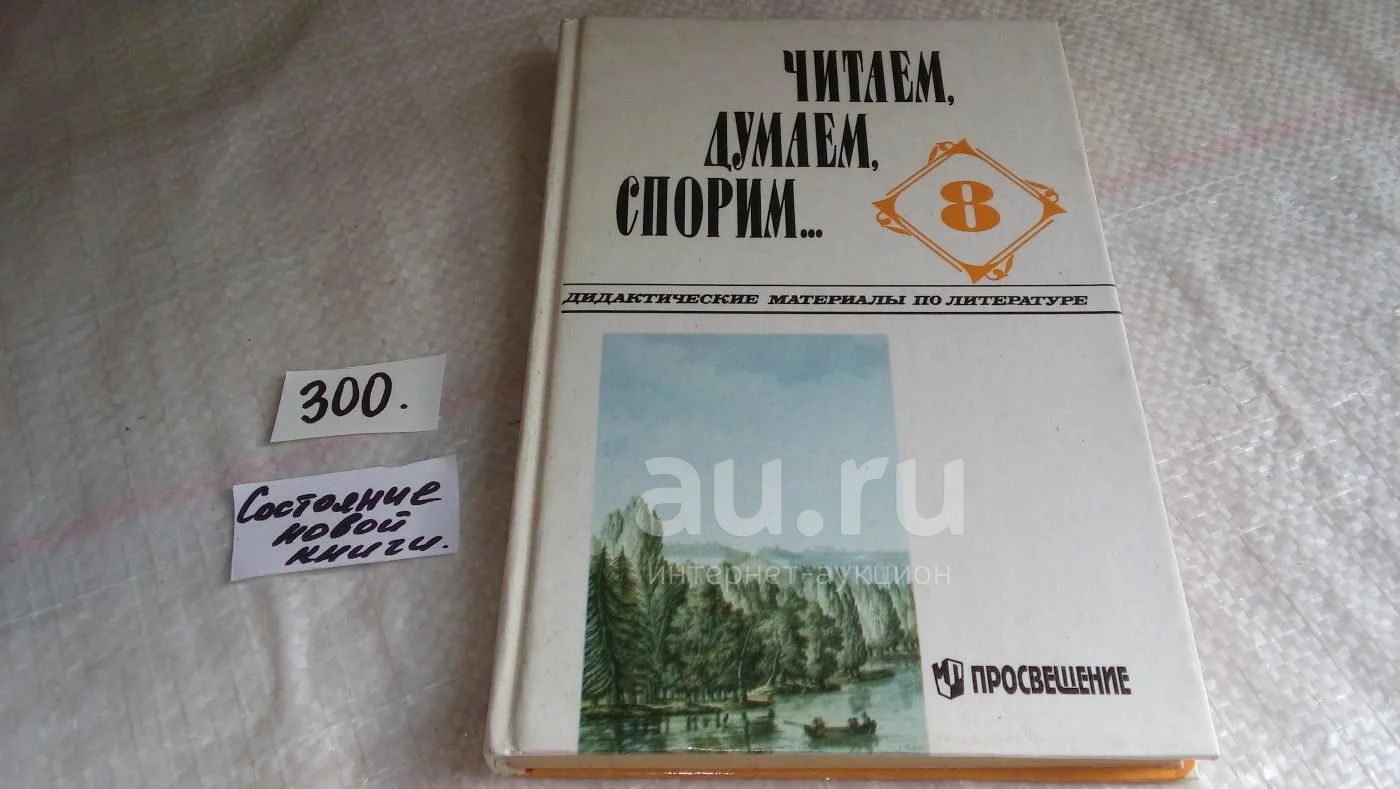 ЧИТАЕМ,
ДУМАЕМ,
СПОРИМ...
8
ДИДАКТИЧЕСКИЕ МАТЕРИАЛЫ ПО ЛИТЕРАТУРЕ
300.
Состояние
новой
книги.
au.ru
интернет-аукцион
ПРОСВЕЩЕНИЕ